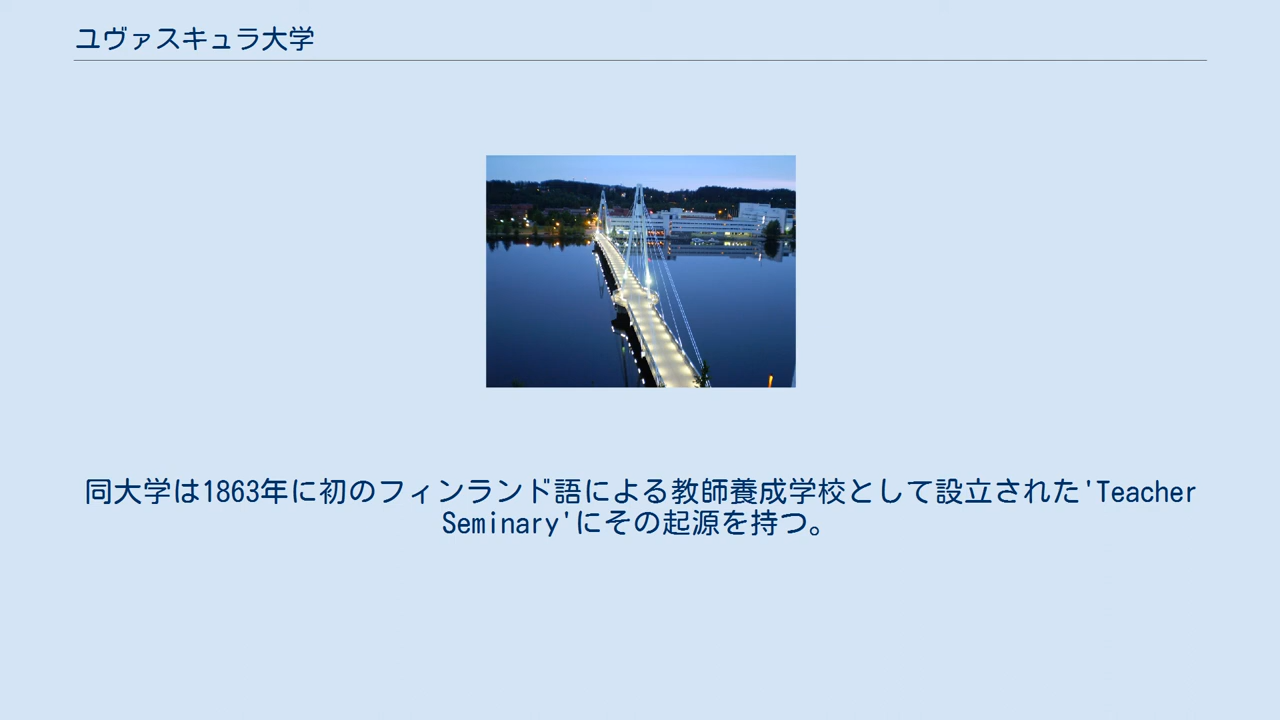 ユヴァスキュラ大学
同大学は1863年に初のフィンランド語による教師養成学校として設立された'Teacher
Seminary'にその起源を持つ。